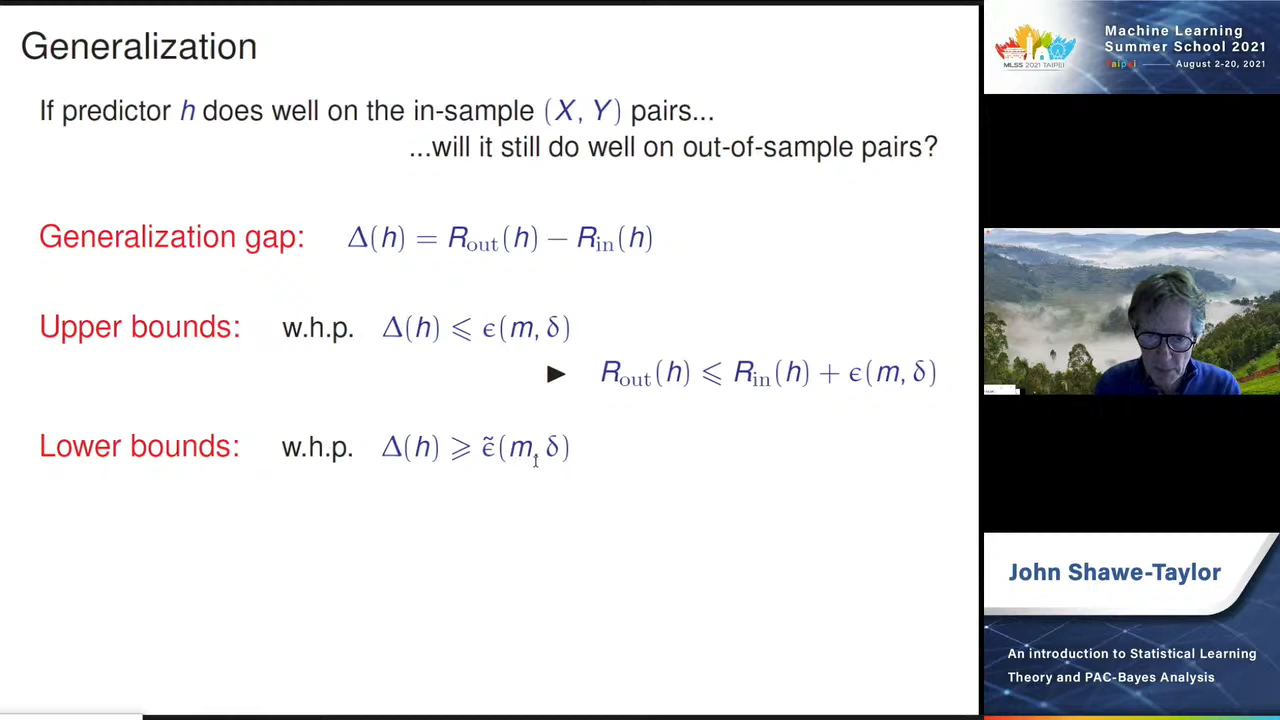 Generalization
If predictor h does well on the in-sample (X, Y) pairs...
...will it still do well on out-of-sample pairs?
Generalization gap: Δ(h) = R_out(h) − R_in(h)
Upper bounds: w.h.p. Δ(h) ⩽ ϵ(m, δ)
► R_out(h) ⩽ R_in(h) + ϵ(m, δ)
Lower bounds: w.h.p. Δ(h) ⩾ ϵ̃(m, δ)
Machine Learning
Summer School 2021
MLSS 2021 TAIPEI
Taipei August 2-20, 2021
John Shawe-Taylor
An introduction to Statistical Learning
Theory and PAC-Bayes Analysis